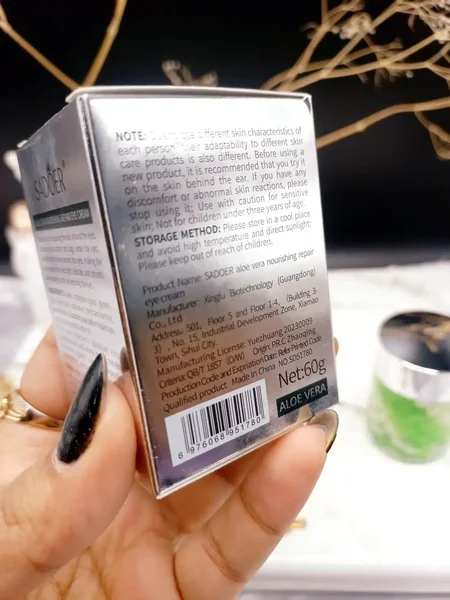 SADOER®
NOTE: Due to the different skin characteristics of
each person, their adaptability to different skin
care products is also different. Before using a
new product, it is recommended that you try it
on the skin behind the ear. If you have any
discomfort or abnormal skin reactions, please
stop using it; Use with caution for sensitive
skin; Not for children under three years of age.
STORAGE METHOD: Please store in a cool place
and avoid high temperature and direct sunlight;
Please keep out of reach of children.
Product Name: SADOER aloe vera nourishing repair
eye cream
Manufacturer: Xinglu Biotechnology (Guangdong)
Co., Ltd
Address: 501, Floor 5 and Floor 1-4, (Building 3-
3) , No. 15, Industrial Development Zone, Xiamao
Town, Sihui City.
Manufacturing License: Yuezhuang 20230009
Criteria: QB/T 1857 (O/W) Origin: P.R.C Zhaoqing
Production Code and Expriation Date: Refer Printed Code
Qualified product Made In China NO.SD51780
Net:60g
ALOE VERA
6 976068 951780